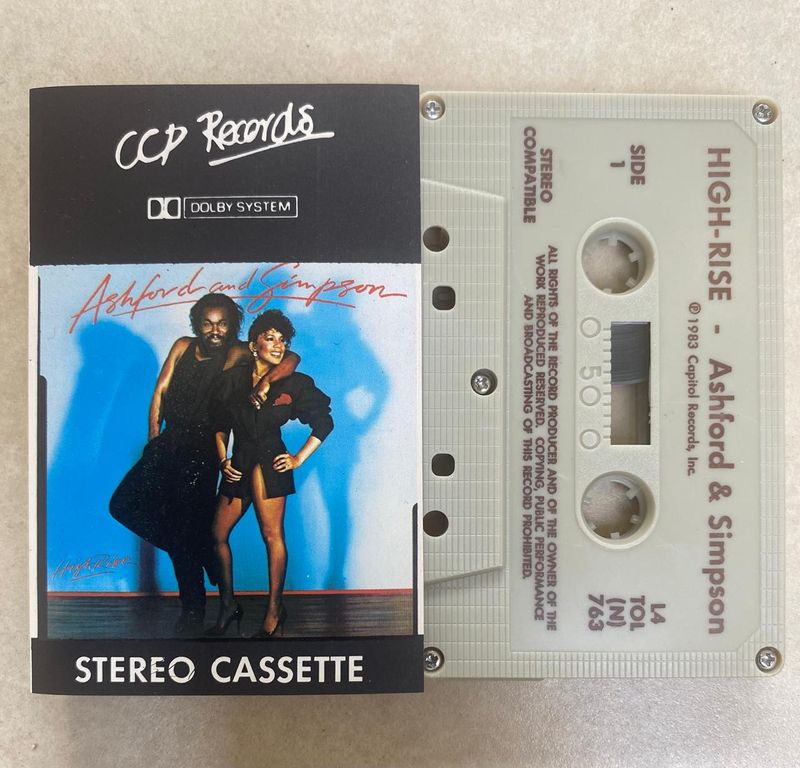 CCP Records
DOLBY SYSTEM
Ashford and Simpson
High-Rise
STEREO CASSETTE
HIGH-RISE - Ashford & Simpson
℗ 1983 Capitol Records, Inc.
SIDE
1
0 50 0
L4
TOL
(N)
763
STEREO
COMPATIBLE
ALL RIGHTS OF THE RECORD PRODUCER AND OF THE OWNER OF THE
WORK REPRODUCED RESERVED. COPYING, PUBLIC PERFORMANCE
AND BROADCASTING OF THIS RECORD PROHIBITED.